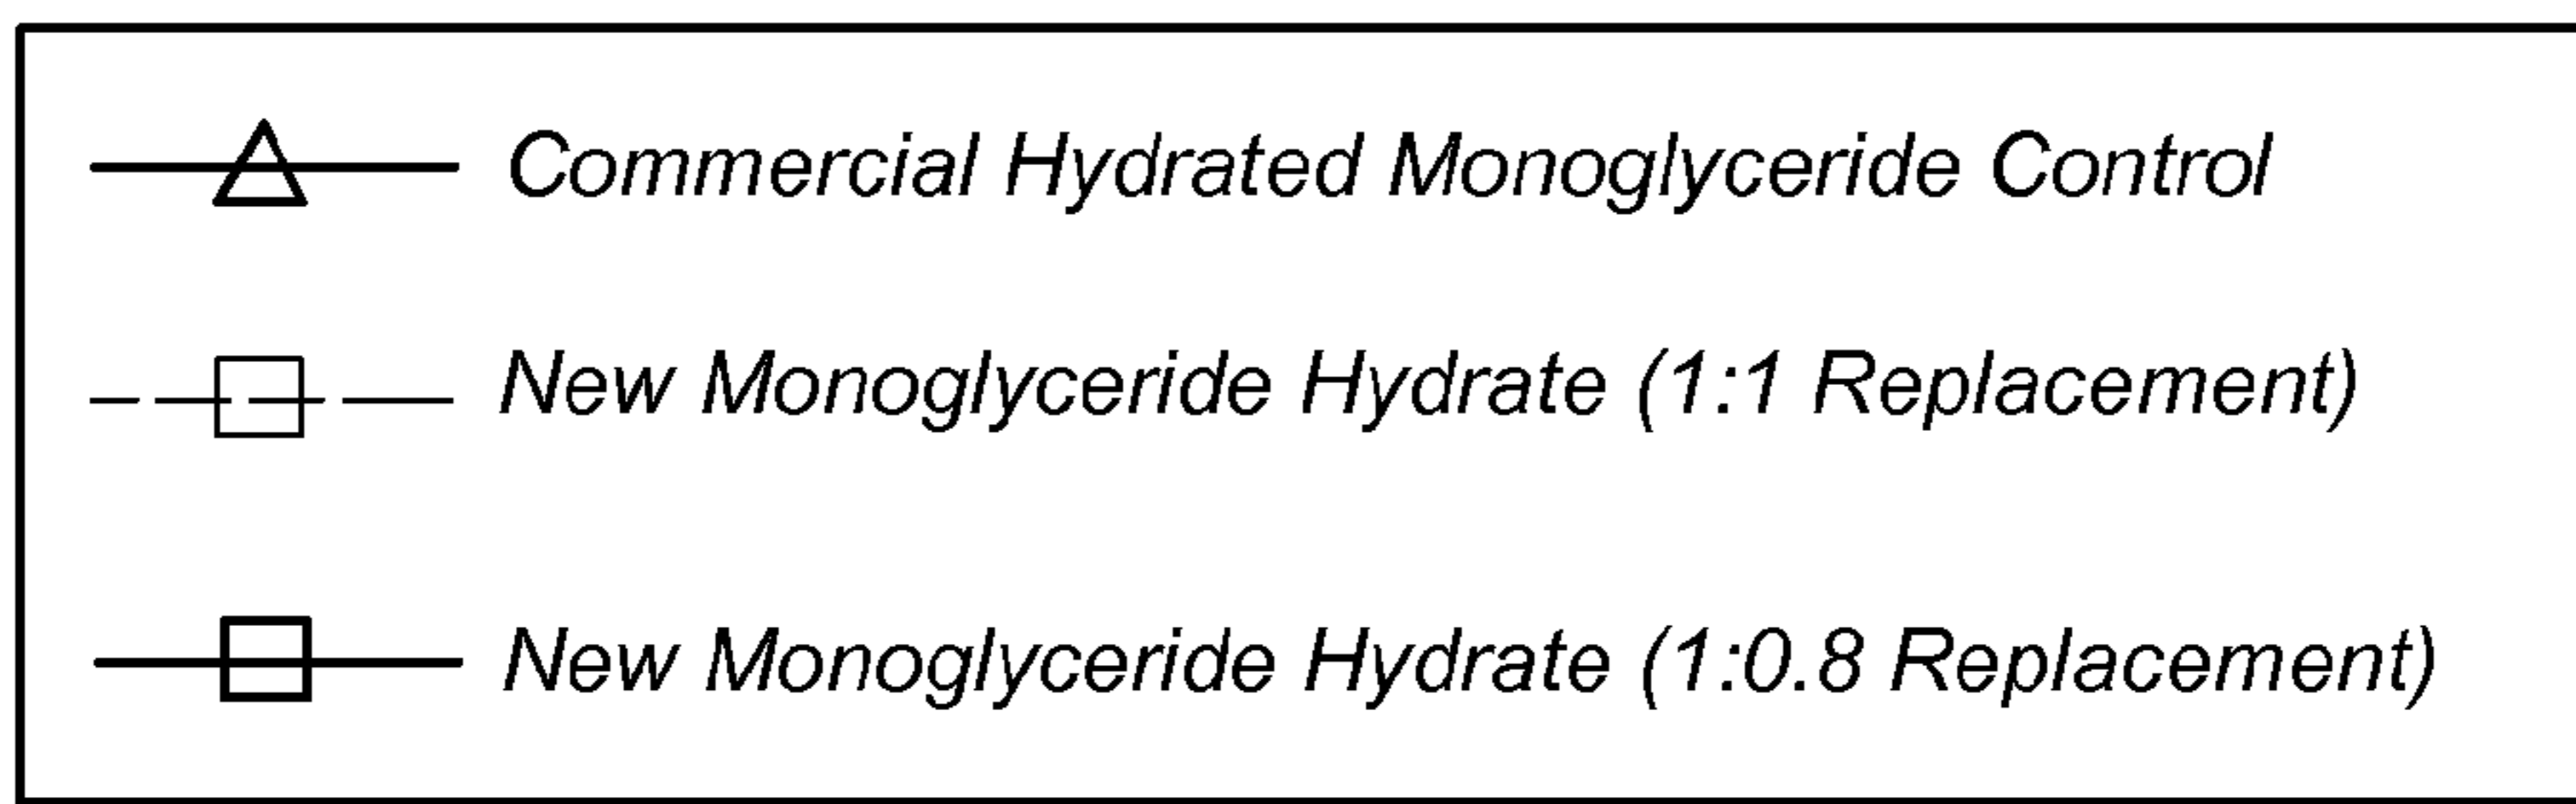 Commercial Hydrated Monoglyceride Control
New Monoglyceride Hydrate (1:1 Replacement)
New Monoglyceride Hydrate (1:0.8 Replacement)